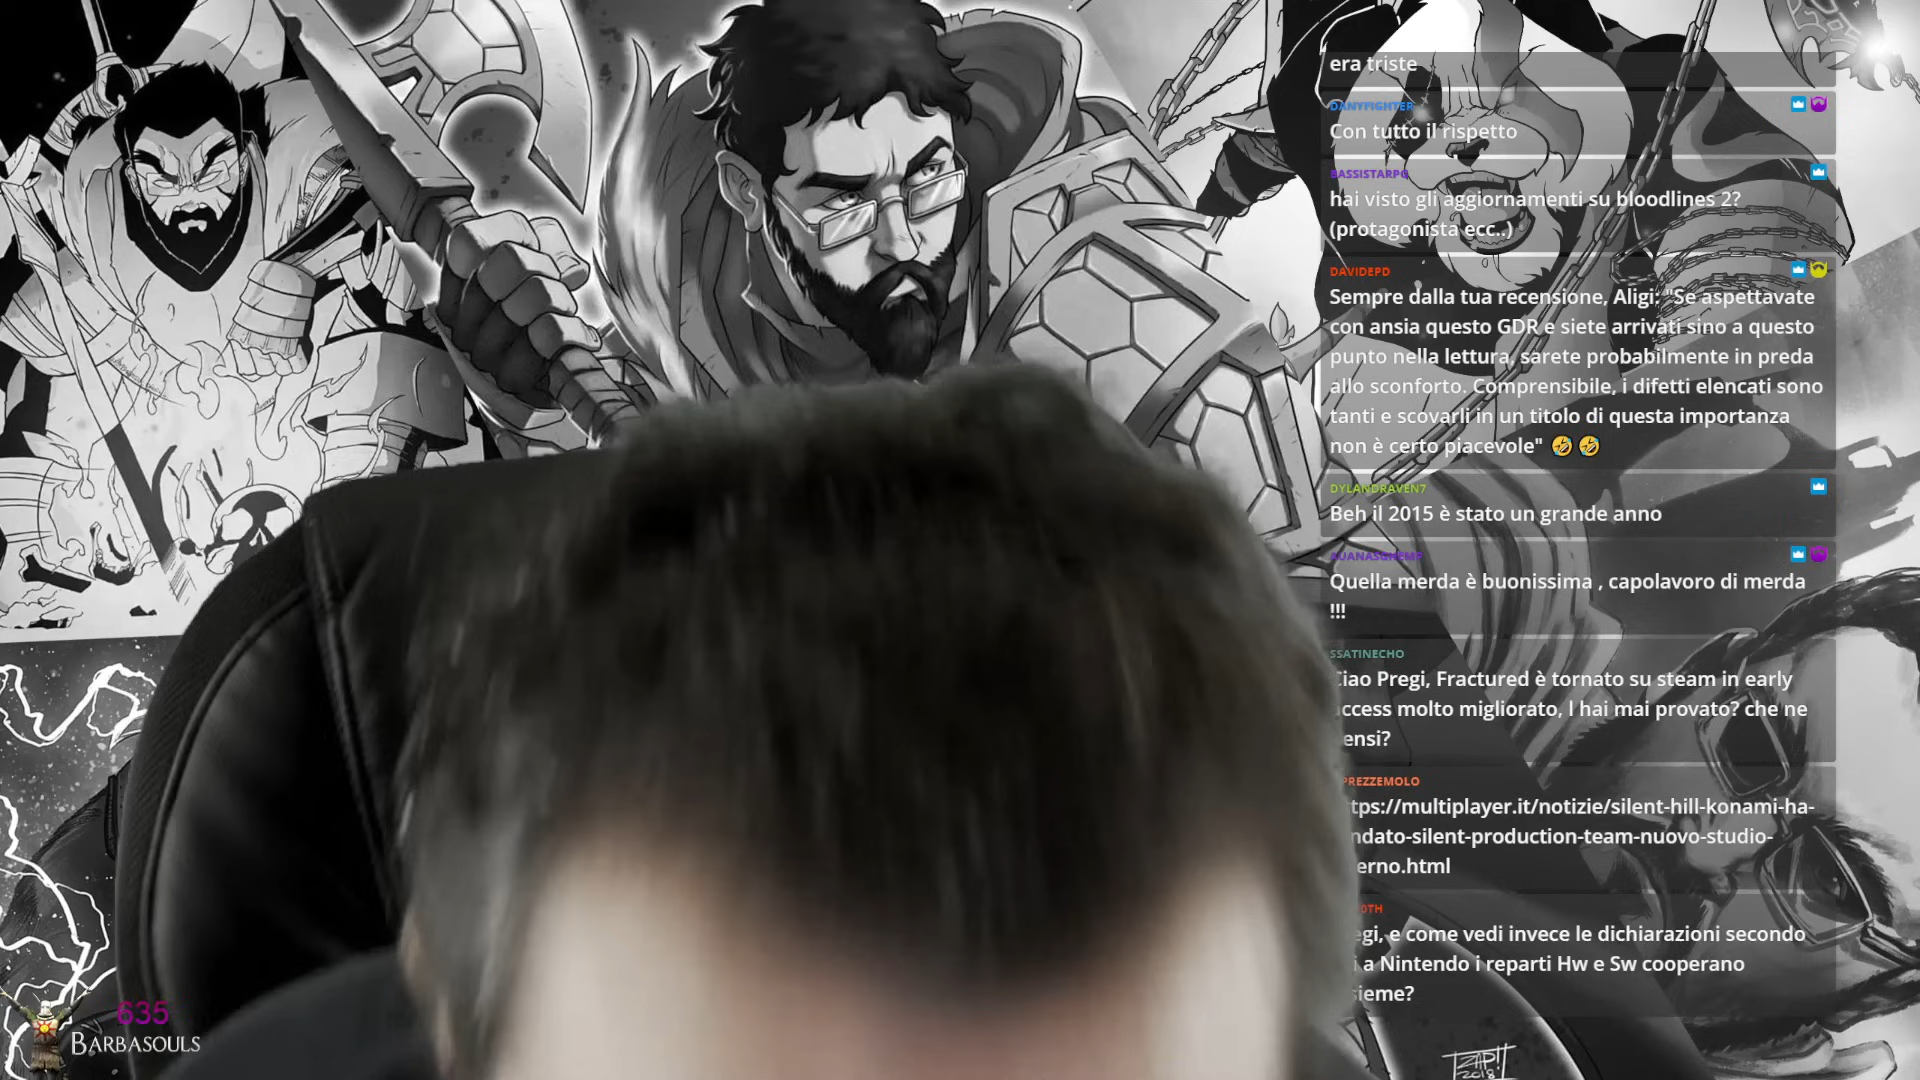 era triste
DANYFIGHTER
Con tutto il rispetto
BASSISTARPG
hai visto gli aggiornamenti su bloodlines 2?
(protagonista ecc..)
DAVIDEPD
Sempre dalla tua recensione, Aligi: "Se aspettavate
con ansia questo GDR e siete arrivati sino a questo
punto nella lettura, sarete probabilmente in preda
allo sconforto. Comprensibile, i difetti elencati sono
tanti e scovarli in un titolo di questa importanza
non è certo piacevole" 🤣 🤣
DYLANDRAVEN7
Beh il 2015 è stato un grande anno
Quella merda è buonissima , capolavoro di merda
!!!
SSATINECHO
Ciao Pregi, Fractured è tornato su steam in early
ccess molto migliorato, l hai mai provato? che ne
ensi?
PREZZEMOLO
tps://multiplayer.it/notizie/silent-hill-konami-ha-
ndato-silent-production-team-nuovo-studio-
erno.html
OTH
egi, e come vedi invece le dichiarazioni secondo
i a Nintendo i reparti Hw e Sw cooperano
sieme?
635
BARBASOULS
ZAP!
2018